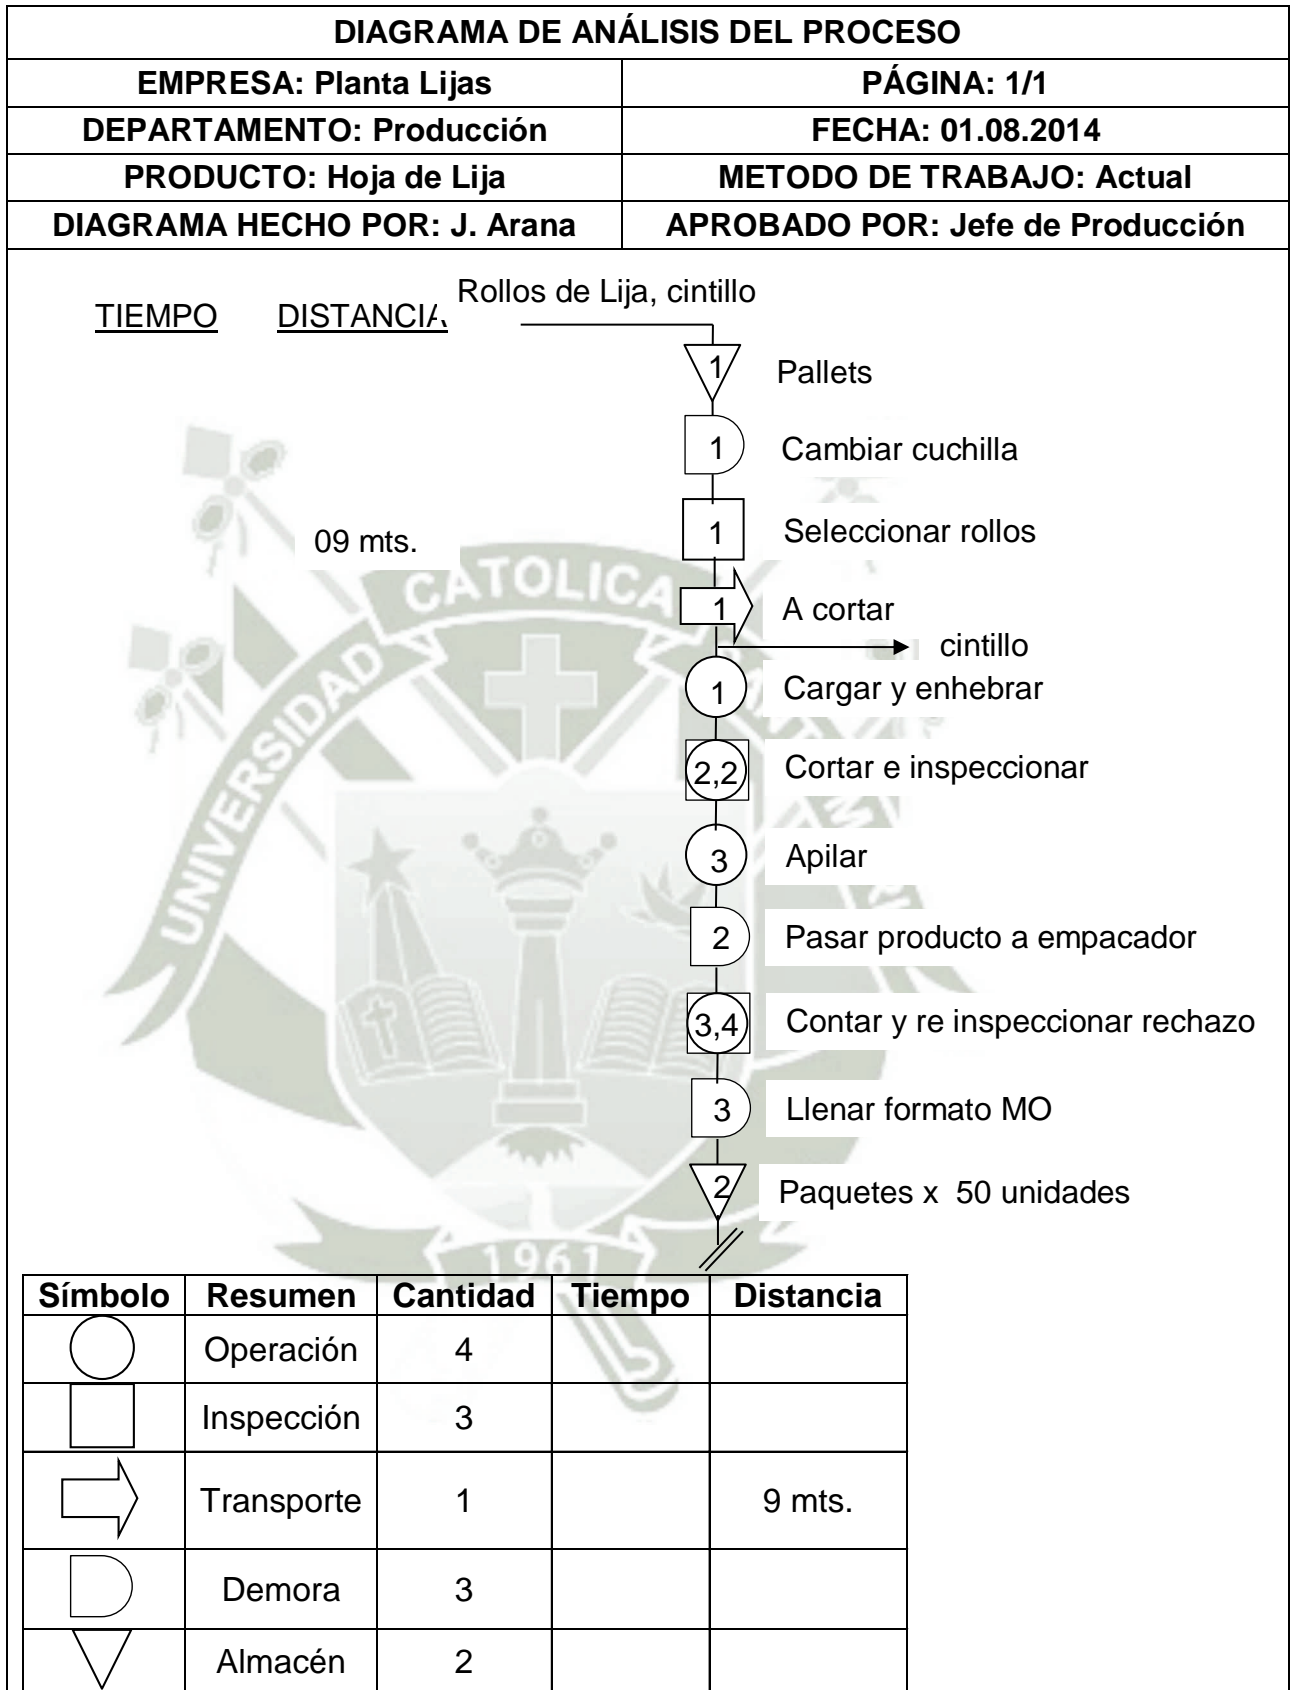 DIAGRAMA DE ANÁLISIS DEL PROCESO
EMPRESA: Planta Lijas
PÁGINA: 1/1
DEPARTAMENTO: Producción
FECHA: 01.08.2014
PRODUCTO: Hoja de Lija
METODO DE TRABAJO: Actual
DIAGRAMA HECHO POR: J. Arana
APROBADO POR: Jefe de Producción
Rollos de Lija, cintillo
TIEMPO DISTANCIA
1 Pallets
1 Cambiar cuchilla
1 Seleccionar rollos
09 mts.
1 A cortar
cintillo
1 Cargar y enhebrar
2,2 Cortar e inspeccionar
3 Apilar
2 Pasar producto a empacador
3,4 Contar y re inspeccionar rechazo
3 Llenar formato MO
2 Paquetes x 50 unidades
UNIVERSIDAD CATOLICA
1961
Símbolo Resumen Cantidad Tiempo Distancia
Operación 4
Inspección 3
Transporte 1 9 mts.
Demora 3
Almacén 2